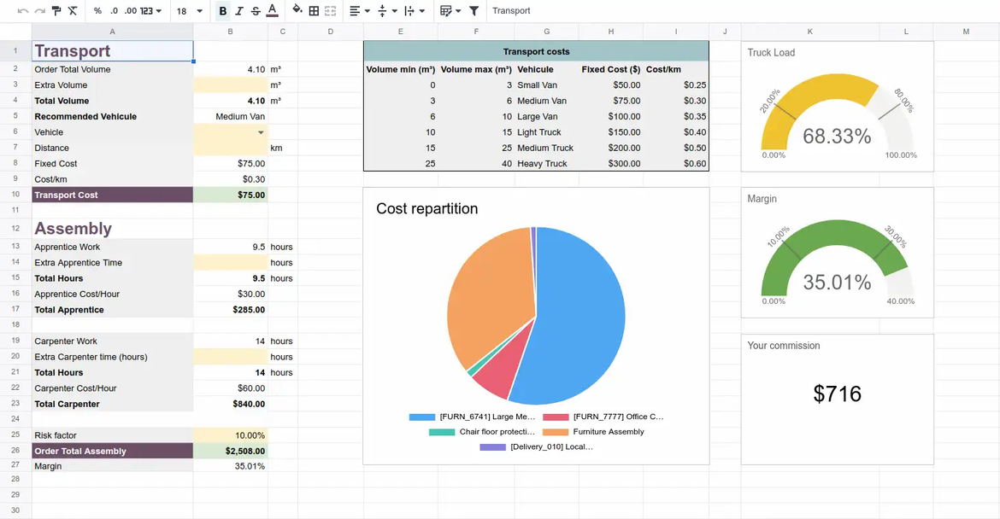 % .0 .00 123 18 B I S A Transport
A B C D E F G H I J K L M
1 Transport
2 Order Total Volume 4.10 m³
3 Extra Volume m³
4 Total Volume 4.10 m³
5 Recommended Vehicule Medium Van
6 Vehicle
7 Distance km
8 Fixed Cost $75.00
9 Cost/km $0.30
10 Transport Cost $75.00
11
12 Assembly
13 Apprentice Work 9.5 hours
14 Extra Apprentice Time hours
15 Total Hours 9.5 hours
16 Apprentice Cost/Hour $30.00
17 Total Apprentice $285.00
18
19 Carpenter Work 14 hours
20 Extra Carpenter time (hours) hours
21 Total Hours 14 hours
22 Carpenter Cost/Hour $60.00
23 Total Carpenter $840.00
24
25 Risk factor 10.00%
26 Order Total Assembly $2,508.00
27 Margin 35.01%
28
29
30
Transport costs
Volume min (m³) Volume max (m³) Vehicule Fixed Cost ($) Cost/km
0 3 Small Van $50.00 $0.25
3 6 Medium Van $75.00 $0.30
6 10 Large Van $100.00 $0.35
10 15 Light Truck $150.00 $0.40
15 25 Medium Truck $200.00 $0.50
25 40 Heavy Truck $300.00 $0.60
Cost repartition
[FURN_6741] Large Me... [FURN_7777] Office C...
Chair floor protecti... Furniture Assembly
[Delivery_010] Local...
Truck Load
20.00% 80.00%
68.33%
0.00% 100.00%
Margin
10.00% 30.00%
35.01%
0.00% 40.00%
Your commission
$716